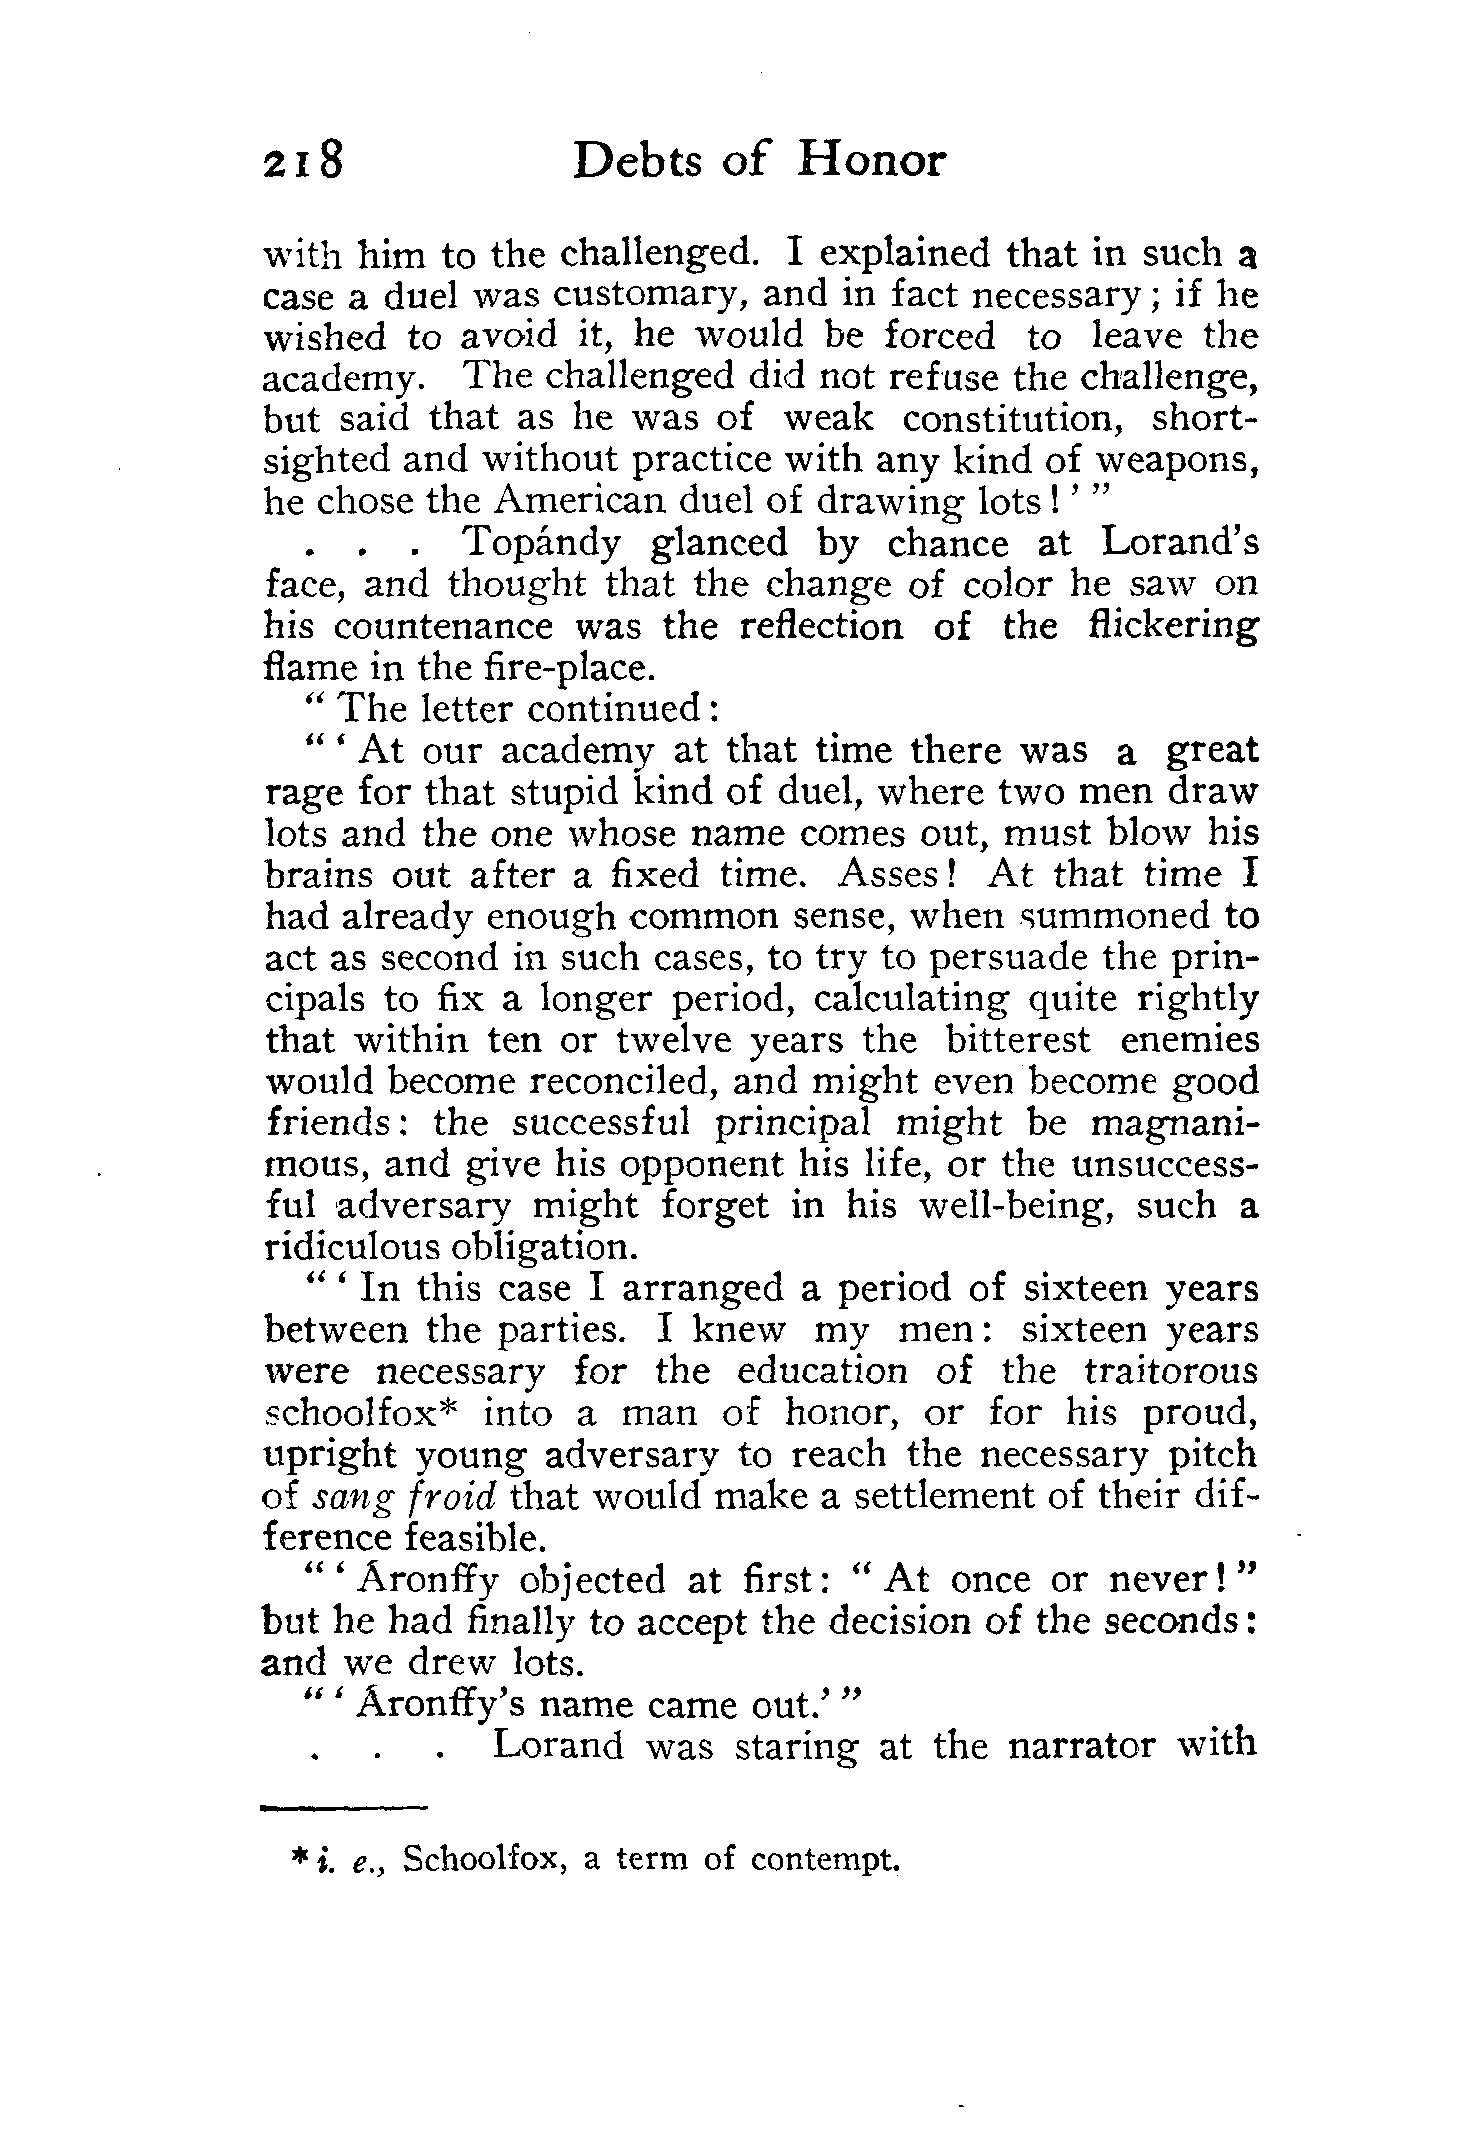 218 Debts of Honor
with him to the challenged. I explained that in such a
case a duel was customary, and in fact necessary; if he
wished to avoid it, he would be forced to leave the
academy. The challenged did not refuse the challenge,
but said that as he was of weak constitution, short-
sighted and without practice with any kind of weapons,
he chose the American duel of drawing lots!' "
. . . Topándy glanced by chance at Lorand's
face, and thought that the change of color he saw on
his countenance was the reflection of the flickering
flame in the fire-place.
" The letter continued:
" ' At our academy at that time there was a great
rage for that stupid kind of duel, where two men draw
lots and the one whose name comes out, must blow his
brains out after a fixed time. Asses! At that time I
had already enough common sense, when summoned to
act as second in such cases, to try to persuade the prin-
cipals to fix a longer period, calculating quite rightly
that within ten or twelve years the bitterest enemies
would become reconciled, and might even become good
friends: the successful principal might be magnani-
mous, and give his opponent his life, or the unsuccess-
ful adversary might forget in his well-being, such a
ridiculous obligation.
" ' In this case I arranged a period of sixteen years
between the parties. I knew my men: sixteen years
were necessary for the education of the traitorous
schoolfox* into a man of honor, or for his proud,
upright young adversary to reach the necessary pitch
of sang froid that would make a settlement of their dif-
ference feasible.
" ' Áronffy objected at first: " At once or never! "
but he had finally to accept the decision of the seconds:
and we drew lots.
" ' Áronffy's name came out.' "
. . . Lorand was staring at the narrator with
* i. e., Schoolfox, a term of contempt.